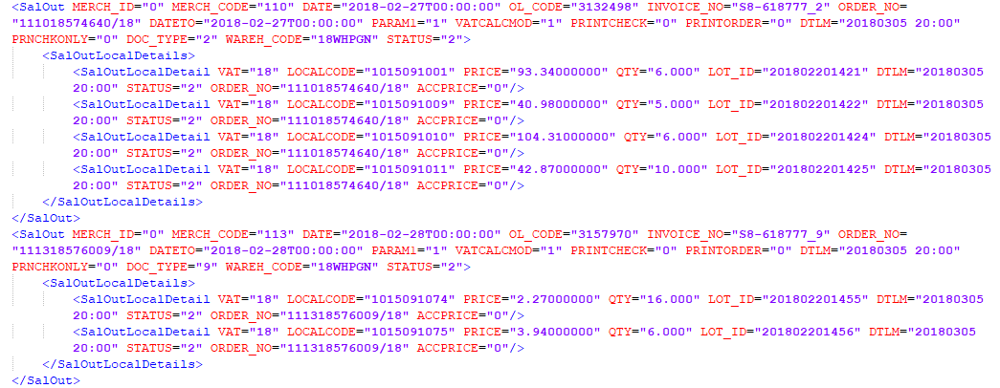 <SalOut MERCH_ID="0" MERCH_CODE="110" DATE="2018-02-27T00:00:00" OL_CODE="3132498" INVOICE_NO="S8-618777_2" ORDER_NO=
"111018574640/18" DATETO="2018-02-27T00:00:00" PARAM1="1" VATCALCMOD="1" PRINTCHECK="0" PRINTORDER="0" DTLM="20180305 20:00"
PRNCHKONLY="0" DOC_TYPE="2" WAREH_CODE="18WHPGN" STATUS="2">
<SalOutLocalDetails>
<SalOutLocalDetail VAT="18" LOCALCODE="1015091001" PRICE="93.34000000" QTY="6.000" LOT_ID="201802201421" DTLM="20180305
20:00" STATUS="2" ORDER_NO="111018574640/18" ACCPRICE="0"/>
<SalOutLocalDetail VAT="18" LOCALCODE="1015091009" PRICE="40.98000000" QTY="5.000" LOT_ID="201802201422" DTLM="20180305
20:00" STATUS="2" ORDER_NO="111018574640/18" ACCPRICE="0"/>
<SalOutLocalDetail VAT="18" LOCALCODE="1015091010" PRICE="104.31000000" QTY="6.000" LOT_ID="201802201424" DTLM="20180305
20:00" STATUS="2" ORDER_NO="111018574640/18" ACCPRICE="0"/>
<SalOutLocalDetail VAT="18" LOCALCODE="1015091011" PRICE="42.87000000" QTY="10.000" LOT_ID="201802201425" DTLM="20180305
20:00" STATUS="2" ORDER_NO="111018574640/18" ACCPRICE="0"/>
</SalOutLocalDetails>
</SalOut>
<SalOut MERCH_ID="0" MERCH_CODE="113" DATE="2018-02-28T00:00:00" OL_CODE="3157970" INVOICE_NO="S8-618777_9" ORDER_NO=
"111318576009/18" DATETO="2018-02-28T00:00:00" PARAM1="1" VATCALCMOD="1" PRINTCHECK="0" PRINTORDER="0" DTLM="20180305 20:00"
PRNCHKONLY="0" DOC_TYPE="9" WAREH_CODE="18WHPGN" STATUS="2">
<SalOutLocalDetails>
<SalOutLocalDetail VAT="18" LOCALCODE="1015091074" PRICE="2.27000000" QTY="16.000" LOT_ID="201802201455" DTLM="20180305
20:00" STATUS="2" ORDER_NO="111318576009/18" ACCPRICE="0"/>
<SalOutLocalDetail VAT="18" LOCALCODE="1015091075" PRICE="3.94000000" QTY="6.000" LOT_ID="201802201456" DTLM="20180305
20:00" STATUS="2" ORDER_NO="111318576009/18" ACCPRICE="0"/>
</SalOutLocalDetails>
</SalOut>